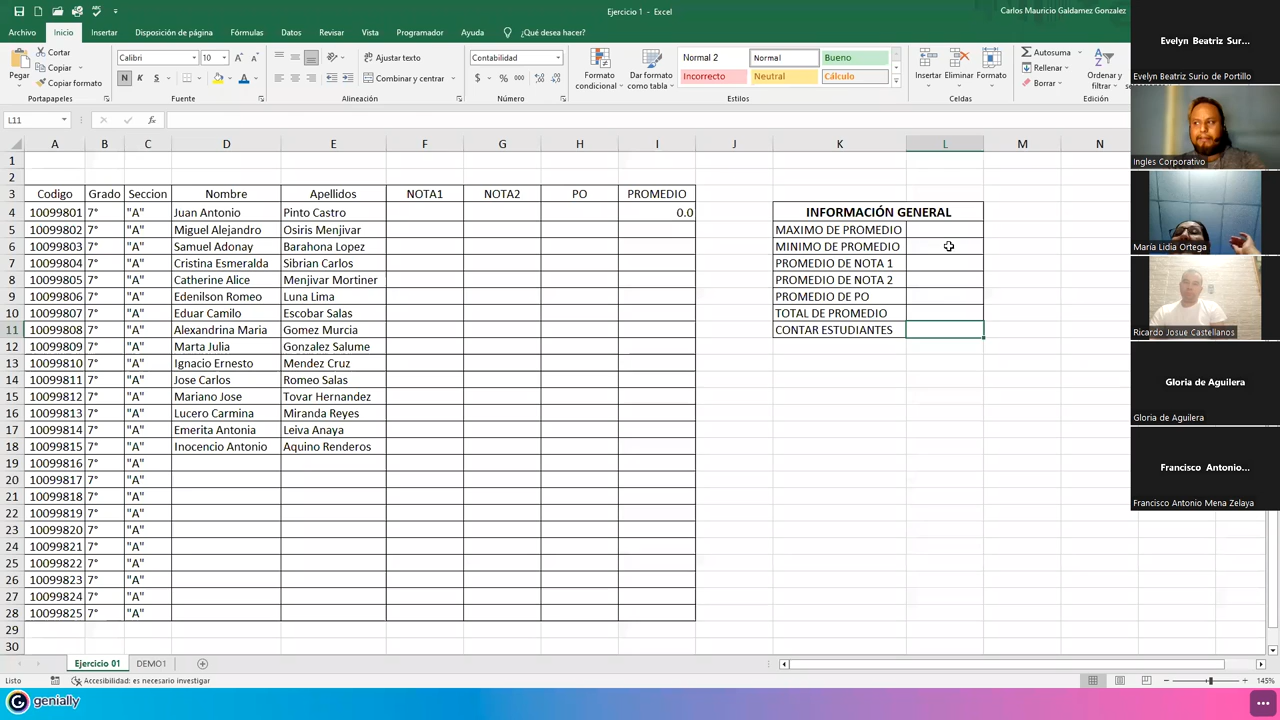 Ejercicio 1 - Excel
Carlos Mauricio Galdamez Gonzalez
Archivo Inicio Insertar Disposición de página Fórmulas Datos Revisar Vista Programador Ayuda ¿Qué desea hacer?
Pegar
Cortar
Copiar
Copiar formato
Portapapeles
Calibri 10
N K S
Fuente
Ajustar texto
Combinar y centrar
Alineación
Contabilidad
$ % 000
Número
Formato condicional
Dar formato como tabla
Normal 2 Normal Bueno
Incorrecto Neutral Cálculo
Estilos
Insertar Eliminar Formato
Celdas
Autosuma
Rellenar
Borrar
Ordenar y filtrar
Edición
L11
fx
A B C D E F G H I J K L M N
1
2
3 Codigo Grado Seccion Nombre Apellidos NOTA1 NOTA2 PO PROMEDIO
4 10099801 7° "A" Juan Antonio Pinto Castro 0.0 INFORMACIÓN GENERAL
5 10099802 7° "A" Miguel Alejandro Osiris Menjivar MAXIMO DE PROMEDIO
6 10099803 7° "A" Samuel Adonay Barahona Lopez MINIMO DE PROMEDIO
7 10099804 7° "A" Cristina Esmeralda Sibrian Carlos PROMEDIO DE NOTA 1
8 10099805 7° "A" Catherine Alice Menjivar Mortiner PROMEDIO DE NOTA 2
9 10099806 7° "A" Edenilson Romeo Luna Lima PROMEDIO DE PO
10 10099807 7° "A" Eduar Camilo Escobar Salas TOTAL DE PROMEDIO
11 10099808 7° "A" Alexandrina Maria Gomez Murcia CONTAR ESTUDIANTES
12 10099809 7° "A" Marta Julia Gonzalez Salume
13 10099810 7° "A" Ignacio Ernesto Mendez Cruz
14 10099811 7° "A" Jose Carlos Romeo Salas
15 10099812 7° "A" Mariano Jose Tovar Hernandez
16 10099813 7° "A" Lucero Carmina Miranda Reyes
17 10099814 7° "A" Emerita Antonia Leiva Anaya
18 10099815 7° "A" Inocencio Antonio Aquino Renderos
19 10099816 7° "A"
20 10099817 7° "A"
21 10099818 7° "A"
22 10099819 7° "A"
23 10099820 7° "A"
24 10099821 7° "A"
25 10099822 7° "A"
26 10099823 7° "A"
27 10099824 7° "A"
28 10099825 7° "A"
29
30
Ejercicio 01 DEMO1
Listo Accesibilidad: es necesario investigar 145%
genially
Evelyn Beatriz Sur...
Evelyn Beatriz Surio de Portillo
Ingles Corporativo
María Lidia Ortega
Ricardo Josue Castellanos
Gloria de Aguilera
Gloria de Aguilera
Francisco Antonio...
Francisco Antonio Mena Zelaya